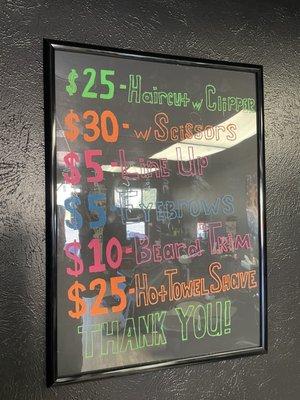 $25-Haircut w/ Clipper
$30- w/ Scissors
$5-Line Up
$5-Eyebrows
$10-Beard Trim
$25-Hot Towel Shave
THANK YOU!